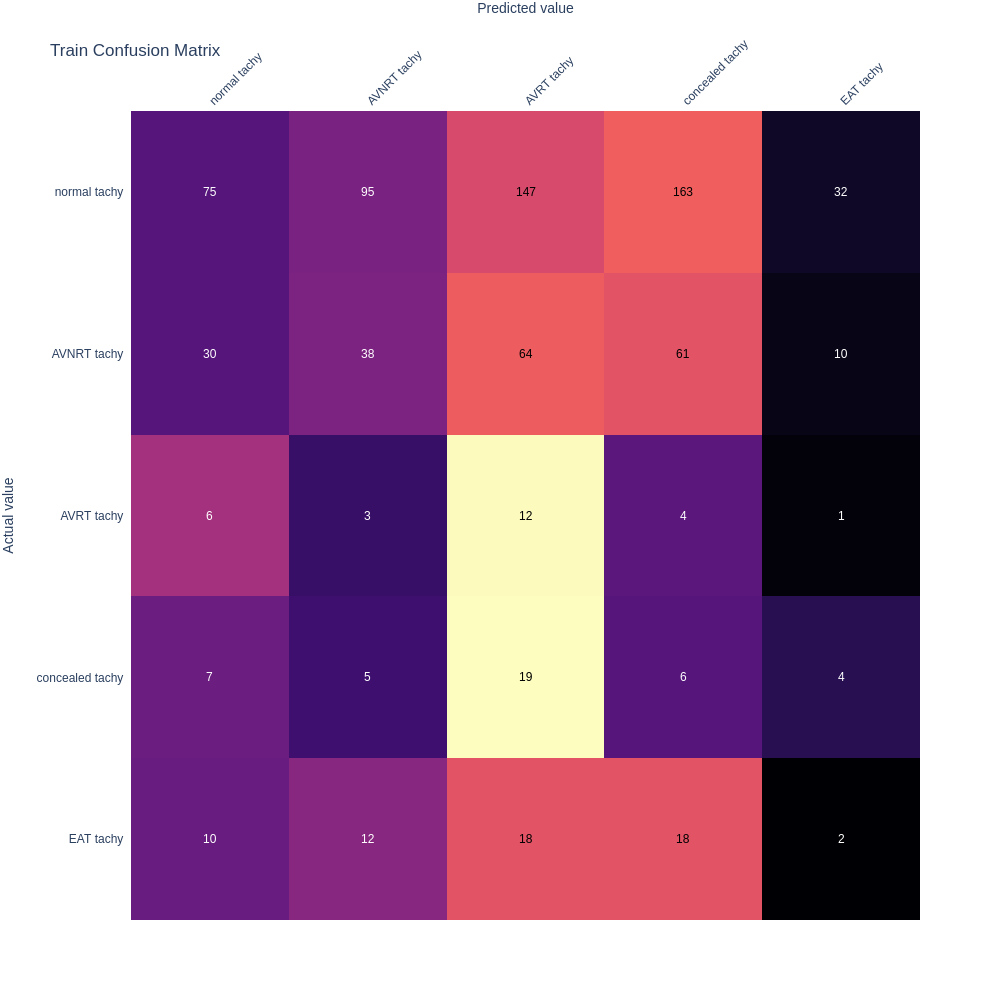 Predicted value
Train Confusion Matrix
normal tachy AVNRT tachy AVRT tachy concealed tachy EAT tachy
normal tachy 75 95 147 163 32
AVNRT tachy 30 38 64 61 10
AVRT tachy 6 3 12 4 1
Actual value
concealed tachy 7 5 19 6 4
EAT tachy 10 12 18 18 2